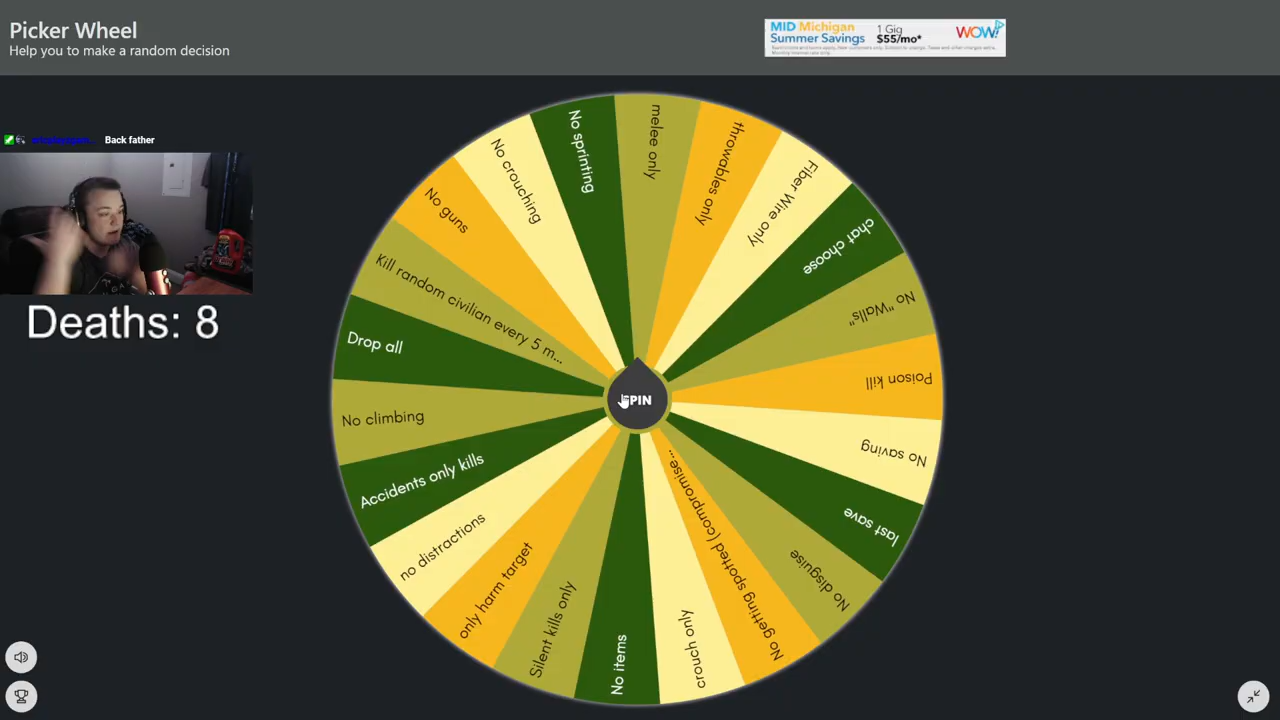 Picker Wheel
Help you to make a random decision
MID Michigan
Summer Savings
1 Gig
$55/mo*
WOW!
Back father
Deaths: 8
melee only
throwables only
Fiber Wire only
chat choose
No "Walls"
Poison kill
No saving
last save
No disguise
No getting spotted (compromise...
crouch only
No items
Silent kills only
only harm target
no distractions
Accidents only kills
No climbing
Drop all
Kill random civilian every 5 m...
No guns
No crouching
No sprinting
SPIN